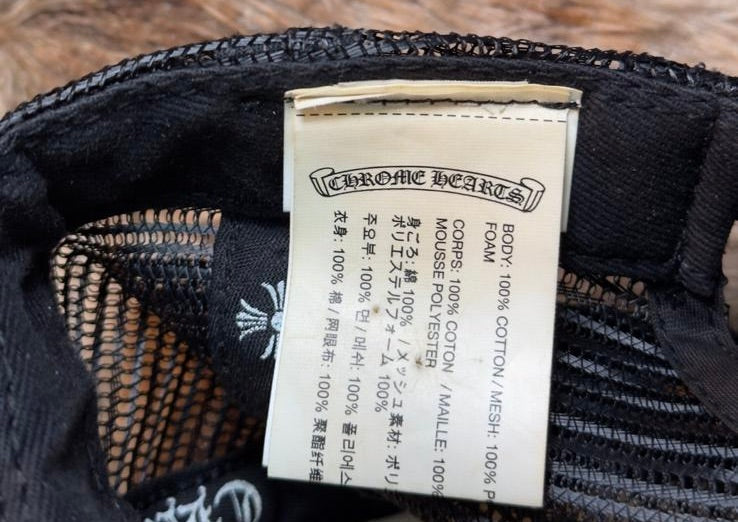 CHROME HEARTS
BODY: 100% COTTON / MESH: 100% P
FOAM
CORPS: 100% COTON / MAILLE: 100%
MOUSSE POLYESTER
身ごろ: 綿 100% / メッシュ素材: ポリ
ポリエステルフォーム 100%
주요부: 100% 면 / 메쉬: 100% 폴리에스
衣身: 100% 棉 / 网眼布: 100% 聚酯纤维